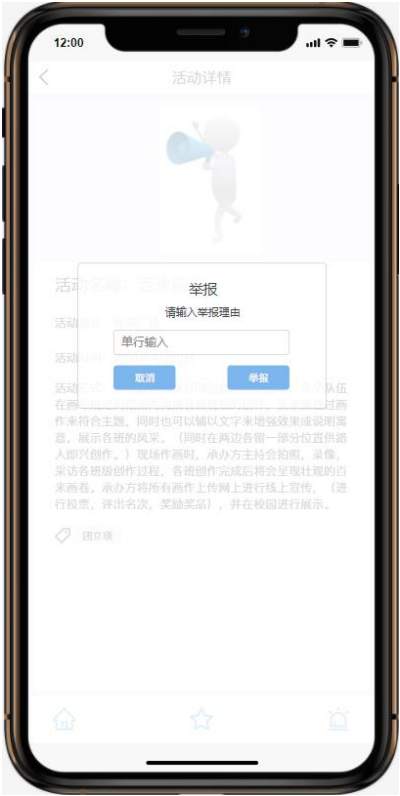 12:00
活动详情
举报
请输入举报理由
单行输入
取消
举报
活动
活动
活动
队伍
在画
过画
作来符合主题，同时也可以辅以文字来增强效果或说明寓
意，展示各班的风采。（同时在两边各留一部分位置供路
人即兴创作。）现场作画时，承办方主持会拍照，录像，
采访各班级创作过程，各班创作完成后将会呈现壮观的百
米画卷。承办方将所有画作上传网上进行线上宣传，（进
行投票，评出名次，奖励奖品），并在校园进行展示。
团立项